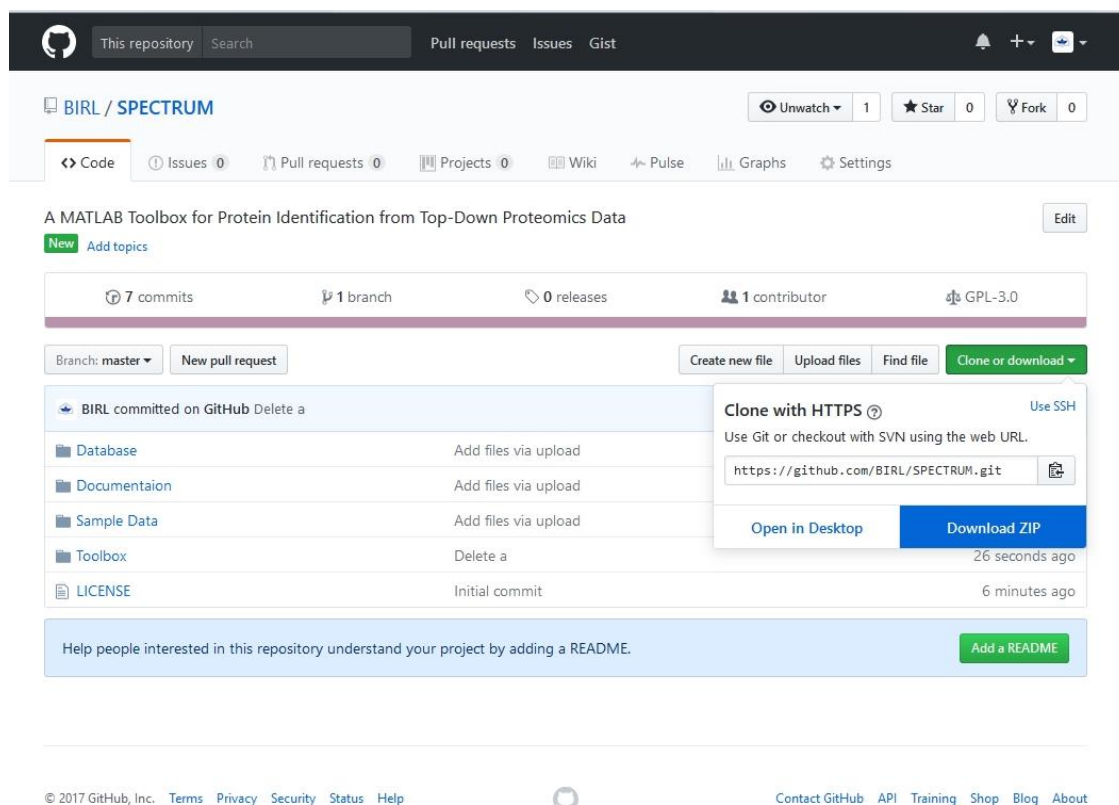 This repository Search Pull requests Issues Gist
BIRL / SPECTRUM Unwatch 1 Star 0 Fork 0
Code Issues 0 Pull requests 0 Projects 0 Wiki Pulse Graphs Settings
A MATLAB Toolbox for Protein Identification from Top-Down Proteomics Data Edit
New Add topics
7 commits 1 branch 0 releases 1 contributor GPL-3.0
Branch: master New pull request Create new file Upload files Find file Clone or download
BIRL committed on GitHub Delete a
Clone with HTTPS Use SSH
Use Git or checkout with SVN using the web URL.
https://github.com/BIRL/SPECTRUM.git
Open in Desktop Download ZIP
Database Add files via upload
Documentaion Add files via upload
Sample Data Add files via upload
Toolbox Delete a 26 seconds ago
LICENSE Initial commit 6 minutes ago
Help people interested in this repository understand your project by adding a README. Add a README
© 2017 GitHub, Inc. Terms Privacy Security Status Help Contact GitHub API Training Shop Blog About